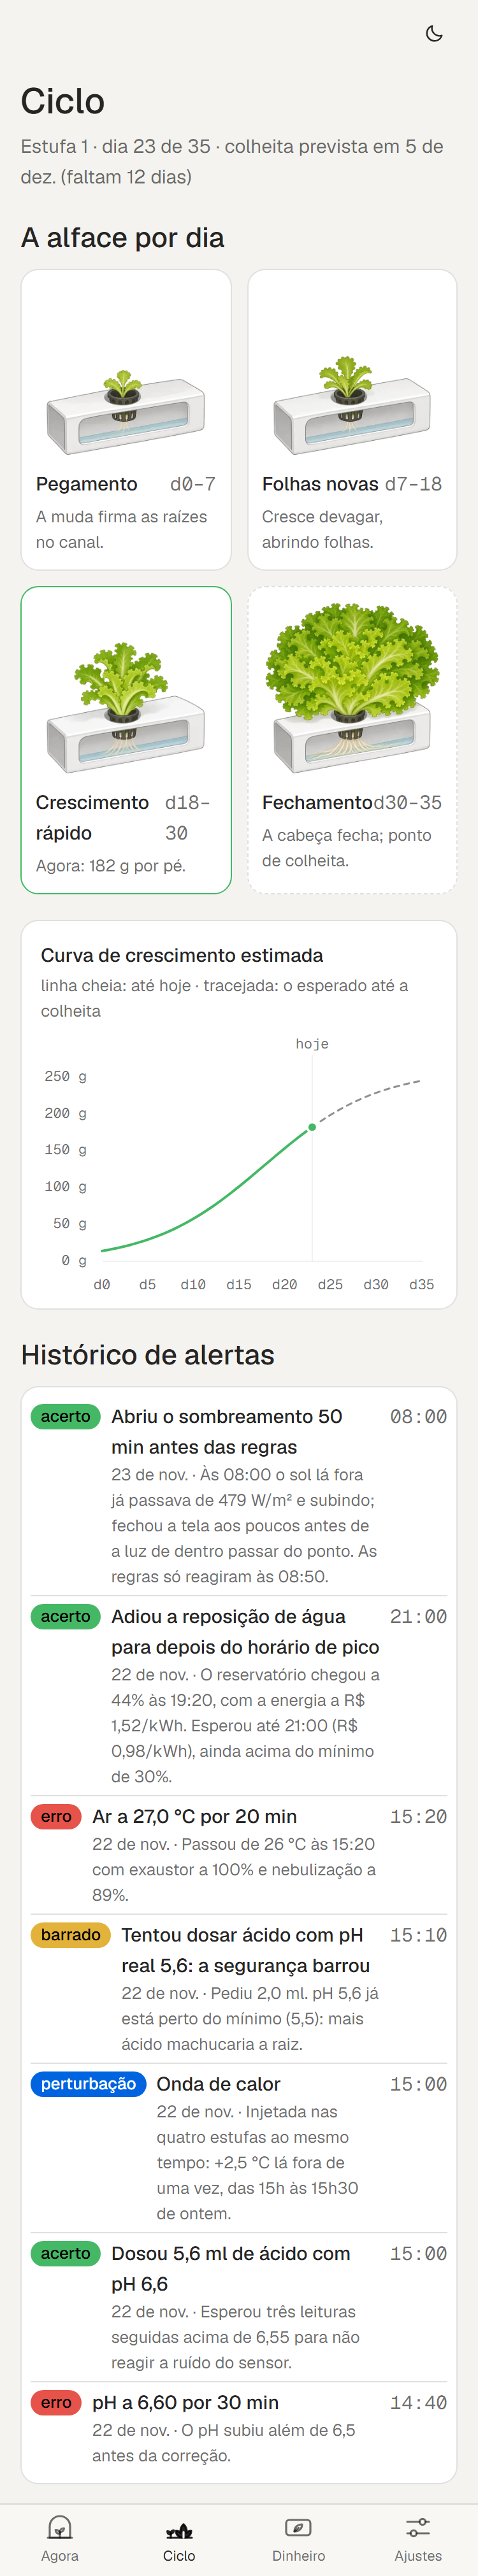 Ciclo
Estufa 1 · dia 23 de 35 · colheita prevista em 5 de
dez. (faltam 12 dias)
A alface por dia
Pegamento d0–7
A muda firma as raízes
no canal.
Folhas novas d7–18
Cresce devagar,
abrindo folhas.
Crescimento d18–
rápido 30
Agora: 182 g por pé.
Fechamento d30–35
A cabeça fecha; ponto
de colheita.
Curva de crescimento estimada
linha cheia: até hoje · tracejada: o esperado até a
colheita
hoje
250 g
200 g
150 g
100 g
50 g
0 g
d0 d5 d10 d15 d20 d25 d30 d35
Histórico de alertas
acerto Abriu o sombreamento 50 08:00
min antes das regras
23 de nov. · Às 08:00 o sol lá fora
já passava de 479 W/m² e subindo;
fechou a tela aos poucos antes de
a luz de dentro passar do ponto. As
regras só reagiram às 08:50.
acerto Adiou a reposição de água 21:00
para depois do horário de pico
22 de nov. · O reservatório chegou a
44% às 19:20, com a energia a R$
1,52/kWh. Esperou até 21:00 (R$
0,98/kWh), ainda acima do mínimo
de 30%.
erro Ar a 27,0 °C por 20 min 15:20
22 de nov. · Passou de 26 °C às 15:20
com exaustor a 100% e nebulização a
89%.
barrado Tentou dosar ácido com pH 15:10
real 5,6: a segurança barrou
22 de nov. · Pediu 2,0 ml. pH 5,6 já
está perto do mínimo (5,5): mais
ácido machucaria a raiz.
perturbação Onda de calor 15:00
22 de nov. · Injetada nas
quatro estufas ao mesmo
tempo: +2,5 °C lá fora de
uma vez, das 15h às 15h30
de ontem.
acerto Dosou 5,6 ml de ácido com 15:00
pH 6,6
22 de nov. · Esperou três leituras
seguidas acima de 6,55 para não
reagir a ruído do sensor.
erro pH a 6,60 por 30 min 14:40
22 de nov. · O pH subiu além de 6,5
antes da correção.
Agora Ciclo Dinheiro Ajustes